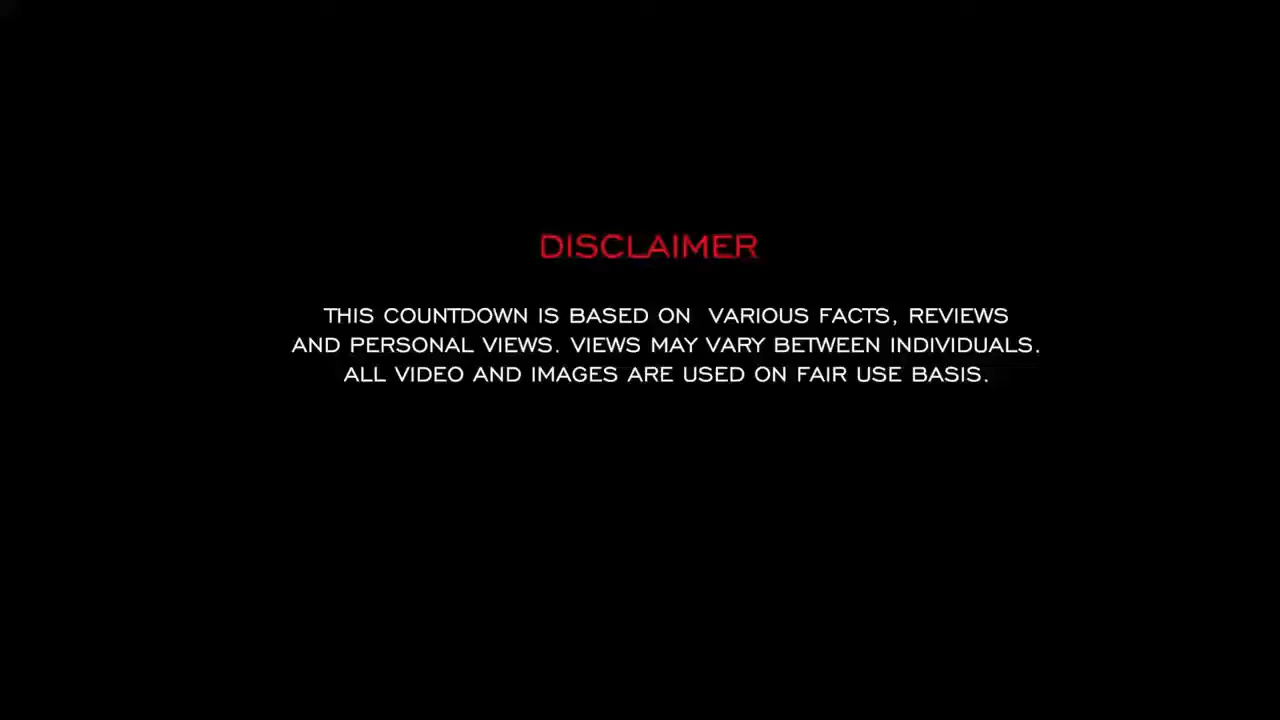 DISCLAIMER
THIS COUNTDOWN IS BASED ON VARIOUS FACTS, REVIEWS
AND PERSONAL VIEWS. VIEWS MAY VARY BETWEEN INDIVIDUALS.
ALL VIDEO AND IMAGES ARE USED ON FAIR USE BASIS.